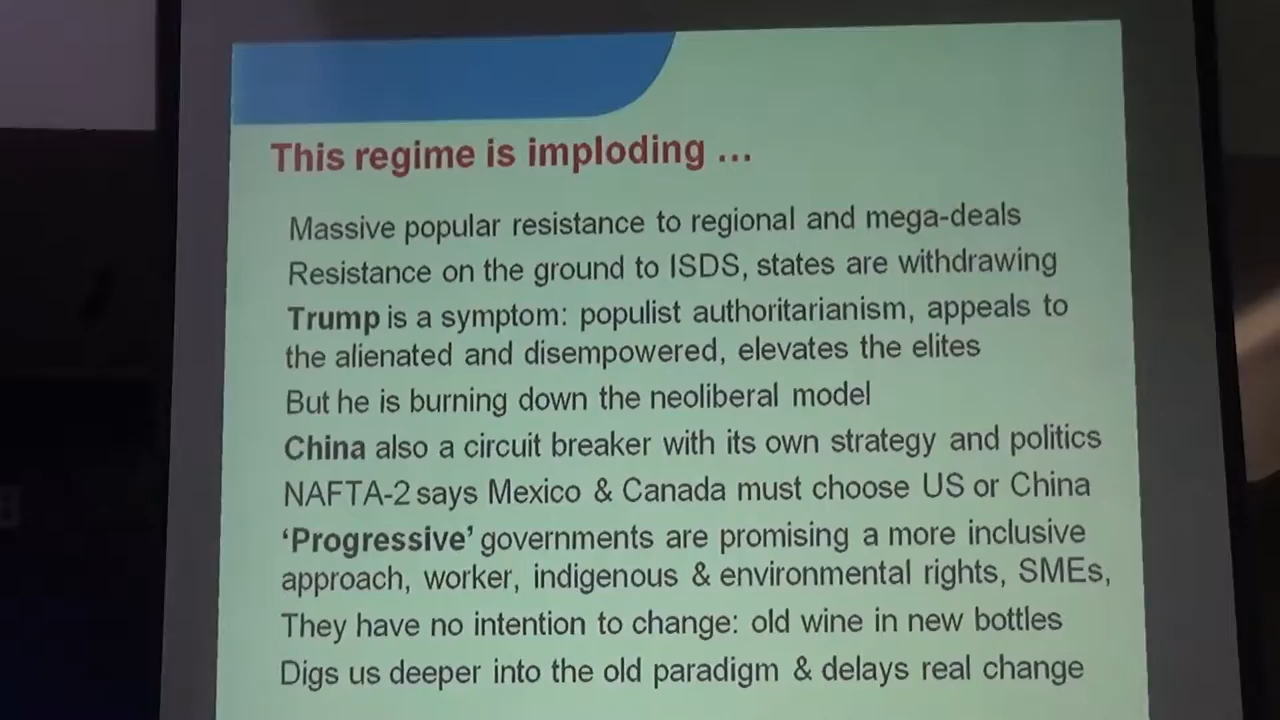 This regime is imploding ...
Massive popular resistance to regional and mega-deals
Resistance on the ground to ISDS, states are withdrawing
Trump is a symptom: populist authoritarianism, appeals to
the alienated and disempowered, elevates the elites
But he is burning down the neoliberal model
China also a circuit breaker with its own strategy and politics
NAFTA-2 says Mexico & Canada must choose US or China
‘Progressive’ governments are promising a more inclusive
approach, worker, indigenous & environmental rights, SMEs,
They have no intention to change: old wine in new bottles
Digs us deeper into the old paradigm & delays real change